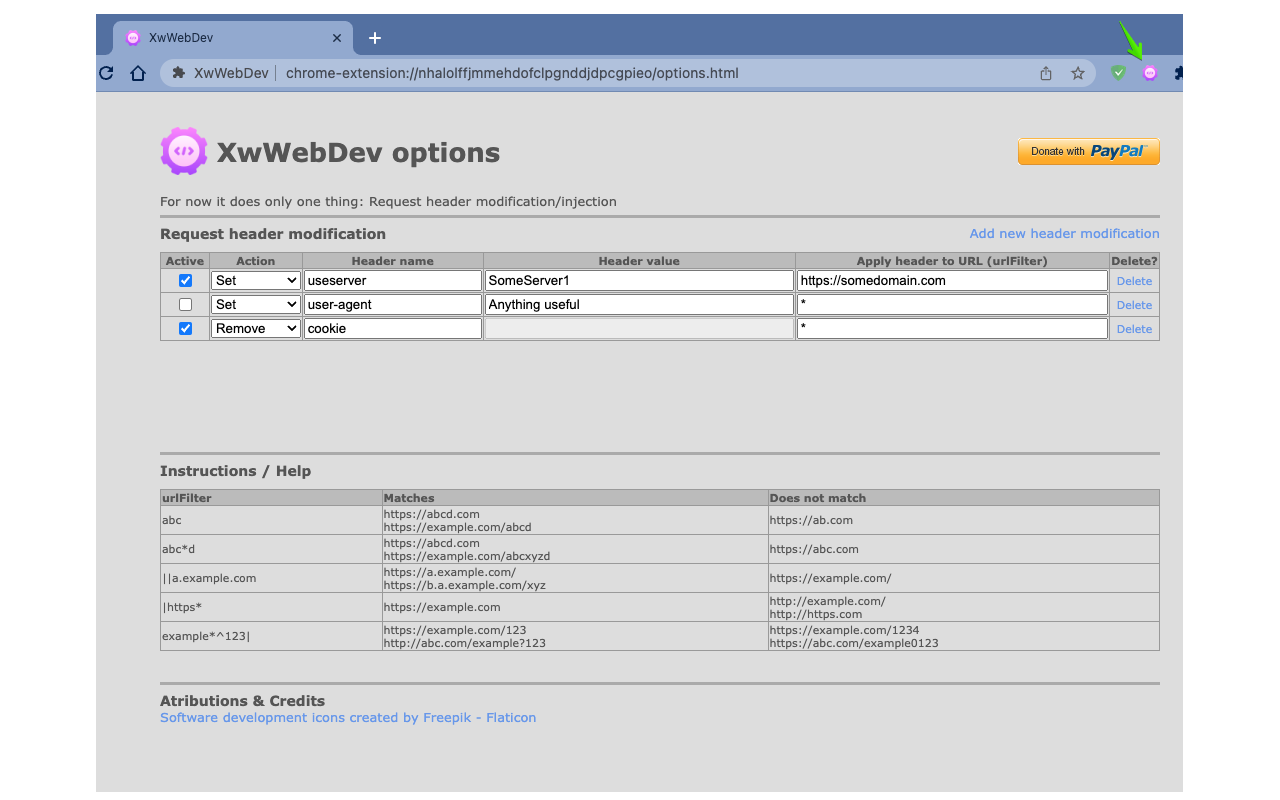 XwWebDev
XwWebDev chrome-extension://nhalolffjmmehdofclpgnddjdpcgpieo/options.html
</> XwWebDev options
Donate with PayPal
For now it does only one thing: Request header modification/injection
Request header modification Add new header modification
Active Action Header name Header value Apply header to URL (urlFilter) Delete?
Set useserver SomeServer1 https://somedomain.com Delete
Set user-agent Anything useful * Delete
Remove cookie * Delete
Instructions / Help
urlFilter Matches Does not match
abc https://abcd.com https://ab.com
https://example.com/abcd
abc*d https://abcd.com https://abc.com
https://example.com/abcxyzd
||a.example.com https://a.example.com/ https://example.com/
https://b.a.example.com/xyz
|https* https://example.com http://example.com/
http://https.com
example*^123| https://example.com/123 https://example.com/1234
http://abc.com/example?123 https://abc.com/example0123
Atributions & Credits
Software development icons created by Freepik - Flaticon